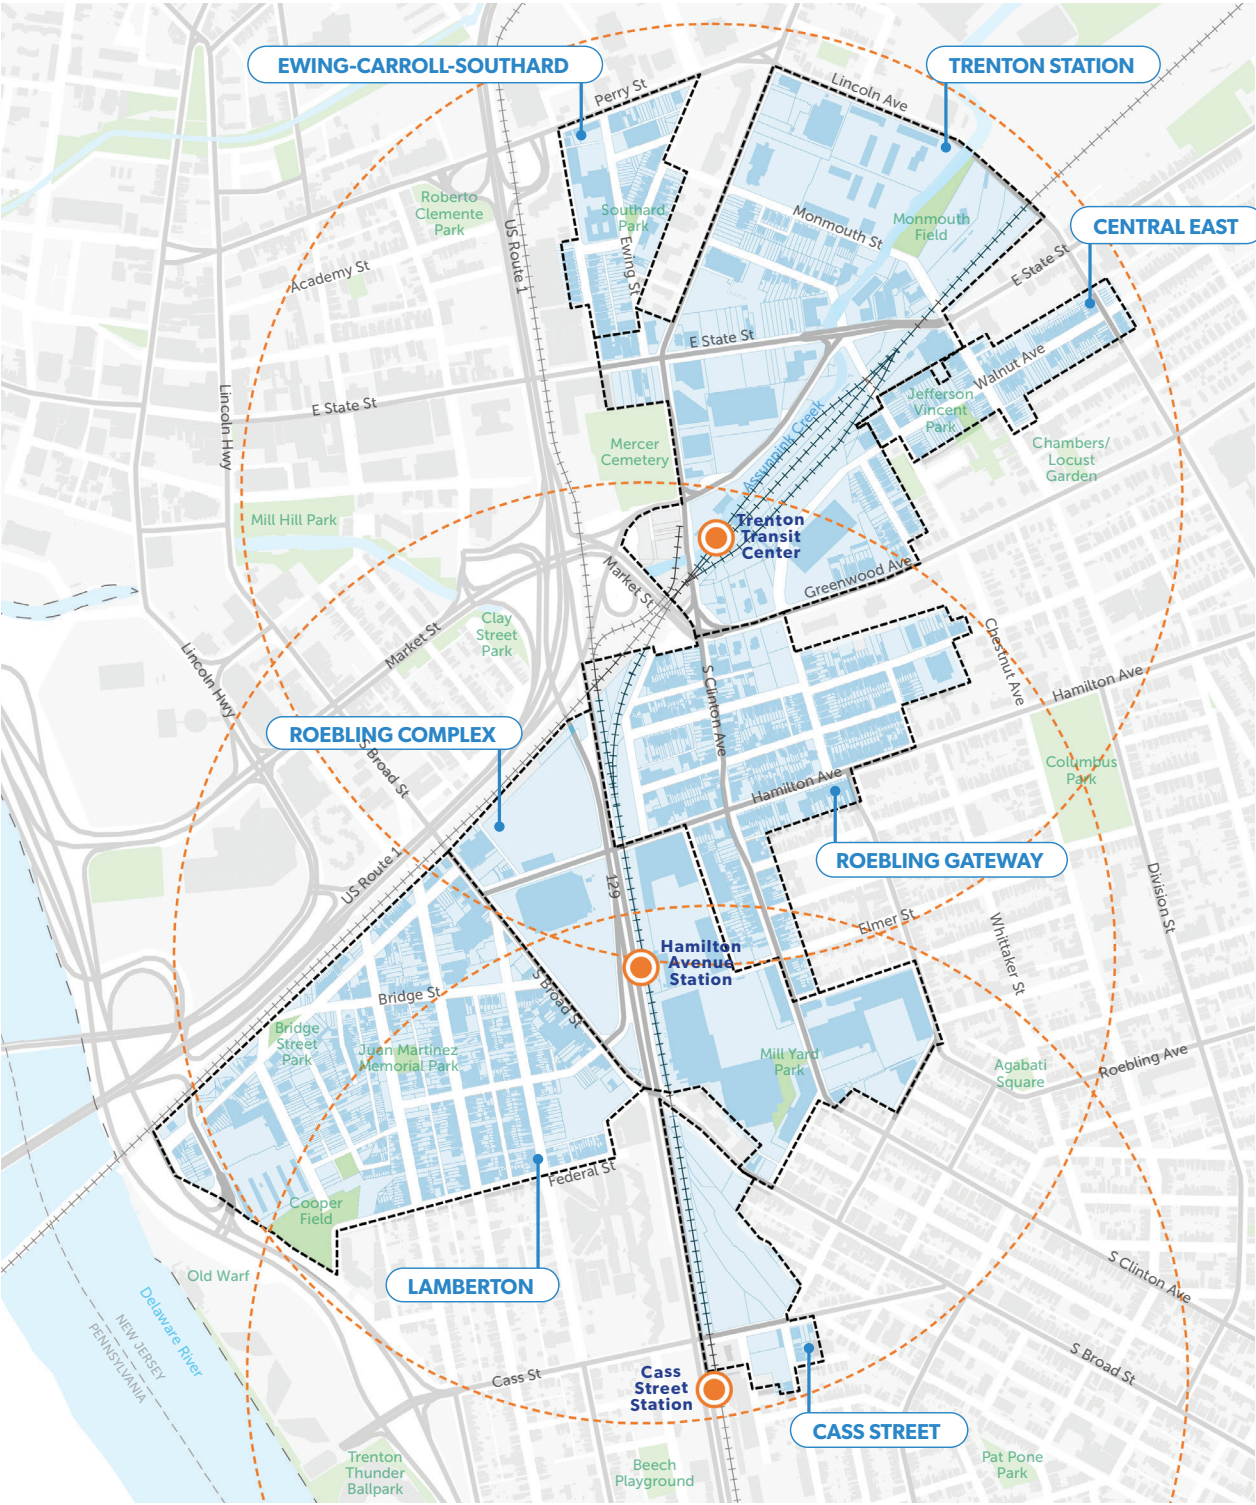 EWING-CARROLL-SOUTHARD
TRENTON STATION
Perry St
Lincoln Ave
Roberto
Clemente
Park
Southard
Park
Monmouth St
Monmouth
Field
CENTRAL EAST
US Route 1
Ewing St
Academy St
E State St
E State St
Walnut Ave
Lincoln Hwy
E State St
Jefferson
Vincent
Park
Assunpink Creek
Mercer
Cemetery
Chambers/
Locust
Garden
Mill Hill Park
Trenton
Transit
Center
Market St
Greenwood Ave
Clay
Street
Park
Market St
Lincoln Hwy
S Clinton Ave
Chestnut Ave
Hamilton Ave
ROEBLING COMPLEX
S Broad St
Hamilton Ave
Columbus
Park
ROEBLING GATEWAY
US Route 1
129
Division St
Elmer St
Whittaker St
Hamilton
Avenue
Station
S Broad St
Bridge St
Bridge
Street
Park
Juan Martinez
Memorial Park
Mill Yard
Park
Agabati
Square
Roebling Ave
Federal St
Cooper
Field
Old Warf
LAMBERTON
S Clinton Ave
Delaware River
NEW JERSEY
PENNSYLVANIA
S Broad St
Cass St
Cass
Street
Station
CASS STREET
Trenton
Thunder
Ballpark
Beech
Playground
Pat Pone
Park